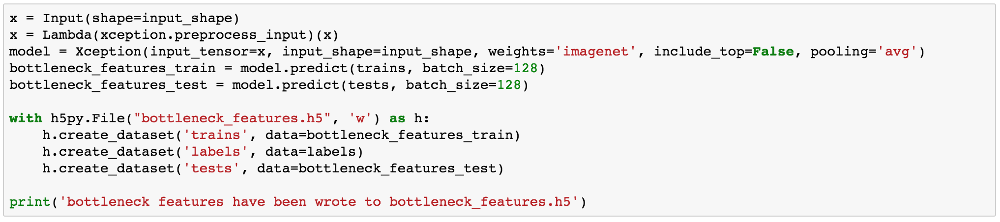 x = Input(shape=input_shape)
x = Lambda(xception.preprocess_input)(x)
model = Xception(input_tensor=x, input_shape=input_shape, weights='imagenet', include_top=False, pooling='avg')
bottleneck_features_train = model.predict(trains, batch_size=128)
bottleneck_features_test = model.predict(tests, batch_size=128)

with h5py.File("bottleneck_features.h5", 'w') as h:
    h.create_dataset('trains', data=bottleneck_features_train)
    h.create_dataset('labels', data=labels)
    h.create_dataset('tests', data=bottleneck_features_test)

print('bottleneck features have been wrote to bottleneck_features.h5')